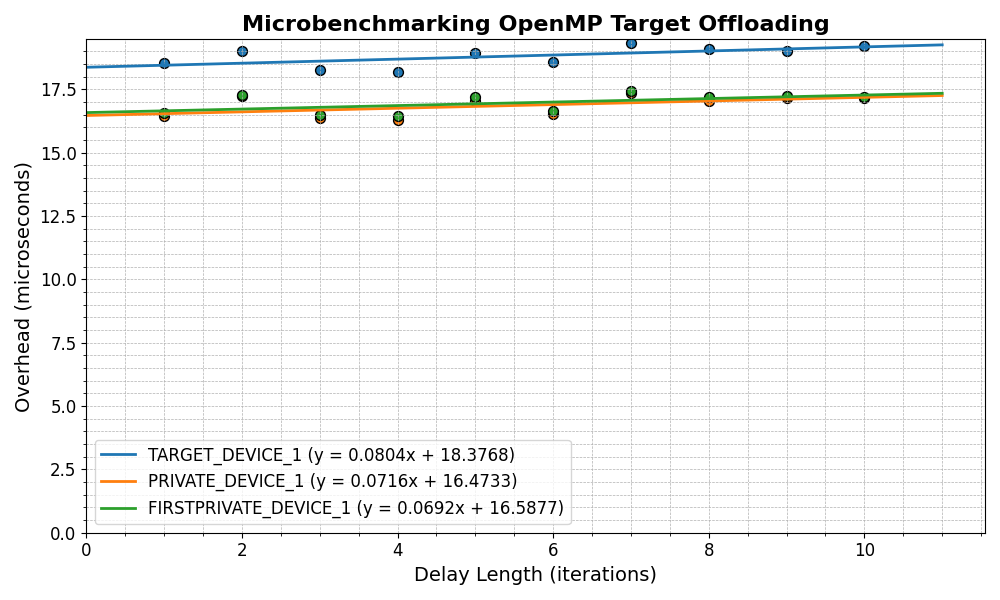 Microbenchmarking OpenMP Target Offloading
Overhead (microseconds)
17.5
15.0
12.5
10.0
7.5
5.0
2.5
0.0
TARGET_DEVICE_1 (y = 0.0804x + 18.3768)
PRIVATE_DEVICE_1 (y = 0.0716x + 16.4733)
FIRSTPRIVATE_DEVICE_1 (y = 0.0692x + 16.5877)
0 2 4 6 8 10
Delay Length (iterations)